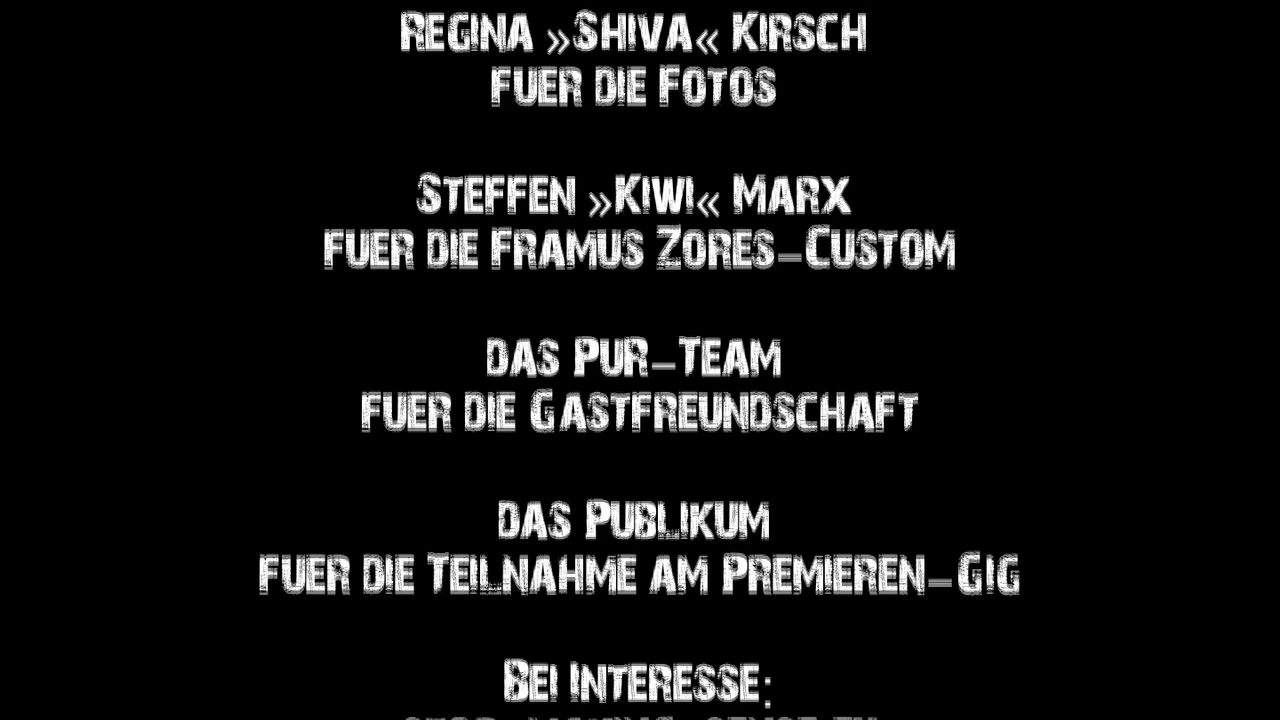 Regina »Shiva« Kirsch
fuer die Fotos
Steffen »Kiwi« Marx
fuer die Framus Zores-Custom
das Pur-Team
fuer die Gastfreundschaft
das Publikum
fuer die Teilnahme am Premieren-Gig
Bei Interesse: